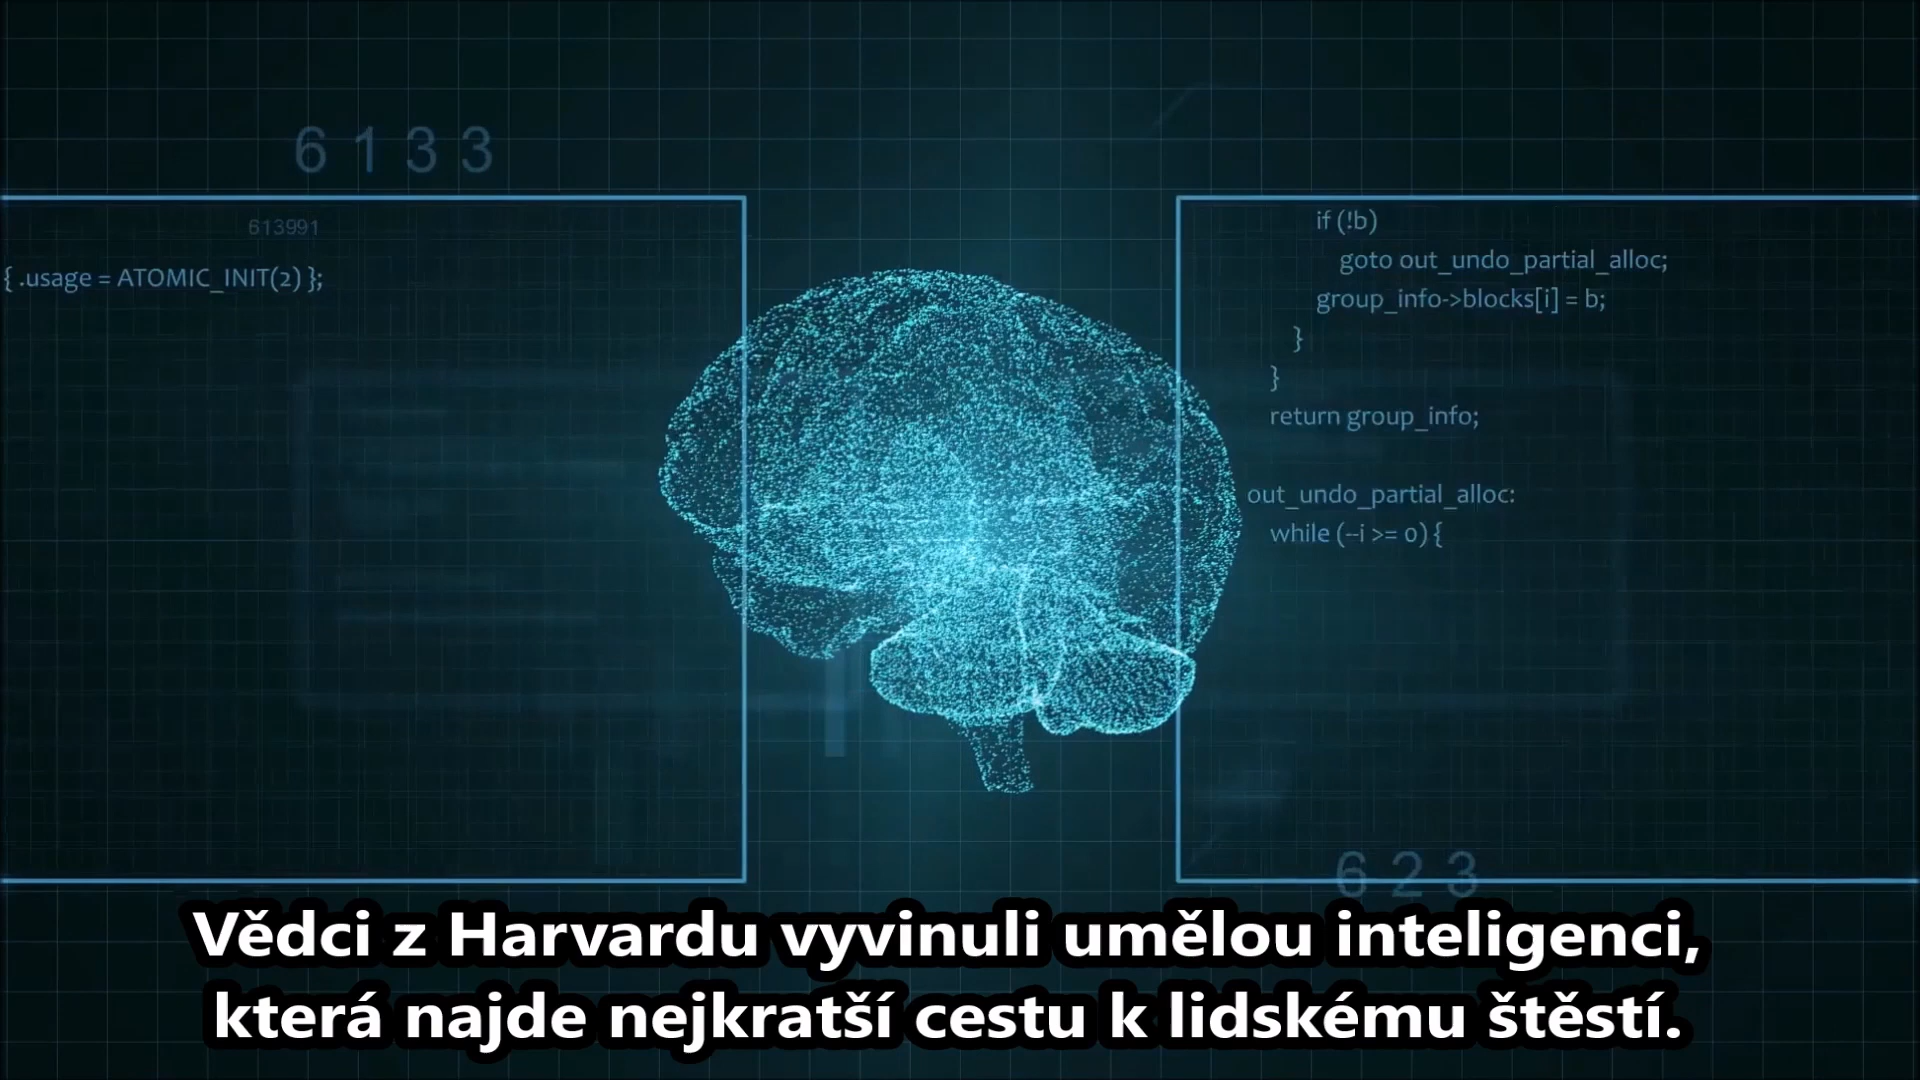 6133
613991
{ .usage = ATOMIC_INIT(2) };
if (!b)
goto out_undo_partial_alloc;
group_info->blocks[i] = b;
}
}
return group_info;
out_undo_partial_alloc:
while (--i >= 0) {
623
Vědci z Harvardu vyvinuli umělou inteligenci,
která najde nejkratší cestu k lidskému štěstí.